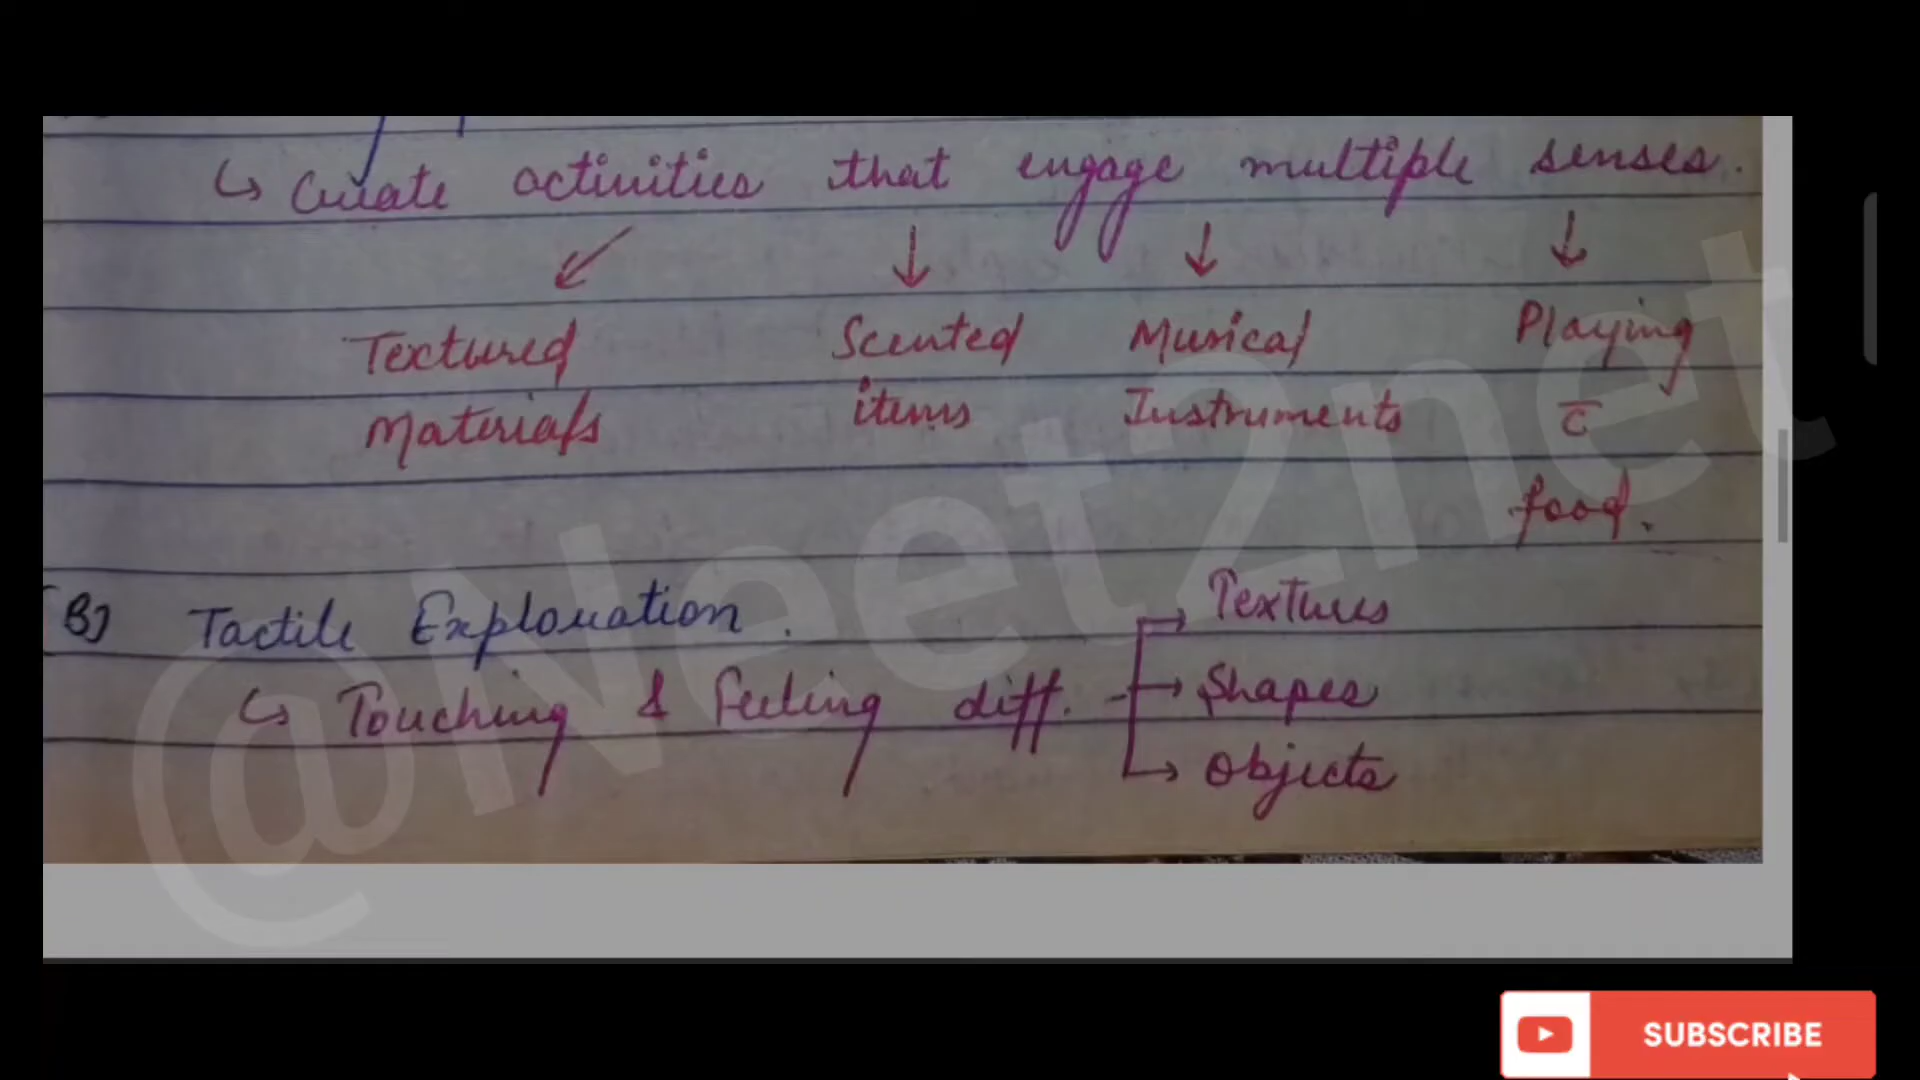 ↳ Create activities that engage multiple senses.
↙ ↓ ↓ ↓
Textured Scented Musical Playing
Materials items Instruments c̅
food.
B) Tactile Exploration.
→ Textures
↳ Touching & feeling diff. → Shapes
→ Objects
@Neet2net
SUBSCRIBE